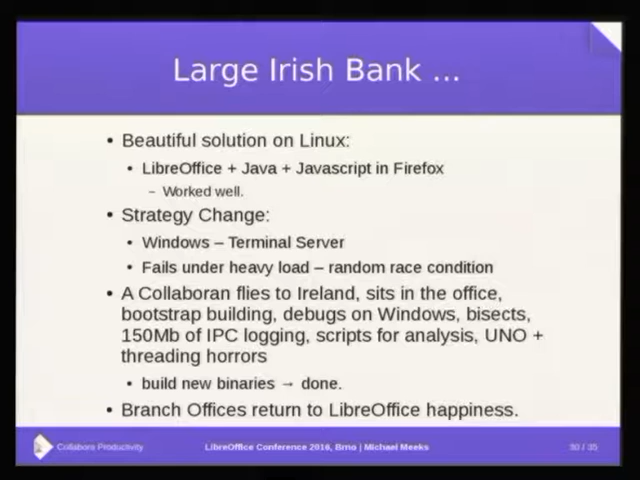 Large Irish Bank ...
• Beautiful solution on Linux:
• LibreOffice + Java + Javascript in Firefox
– Worked well.
• Strategy Change:
• Windows – Terminal Server
• Fails under heavy load – random race condition
• A Collaboran flies to Ireland, sits in the office,
bootstrap building, debugs on Windows, bisects,
150Mb of IPC logging, scripts for analysis, UNO +
threading horrors
• build new binaries → done.
• Branch Offices return to LibreOffice happiness.
Collabora Productivity
LibreOffice Conference 2016, Brno | Michael Meeks
30 / 35